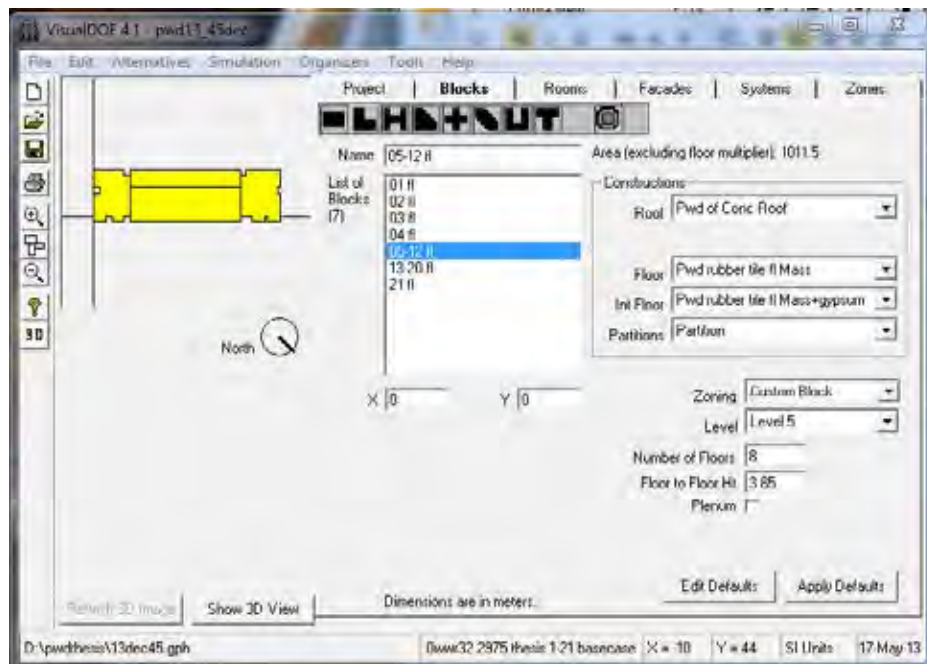 VisualDOE 4.1 - pwd13_45dec
File Edit Alternatives Simulation Organizers Tools Help
Project | Blocks | Rooms | Facades | Systems | Zones
Name 05-12 fl
Area (excluding floor multiplier): 1011.5
List of Blocks (7)
01 fl
02 fl
03 fl
04 fl
05-12 fl
13-20 fl
21 fl
Constructions
Roof Pwd of Conc Roof
Floor Pwd rubber tile fl Mass
Int Floor Pwd rubber tile fl Mass+gypsum
Partitions Partition
3D
North
X 0 Y 0
Zoning Custom Block
Level Level 5
Number of Floors 8
Floor to Floor Ht 3.85
Plenum
Edit Defaults Apply Defaults
Refresh 3D Image Show 3D View Dimensions are in meters.
D:\pwdthesis\13dec45.gph X = -10 Y = 44 SI Units 17-May-13